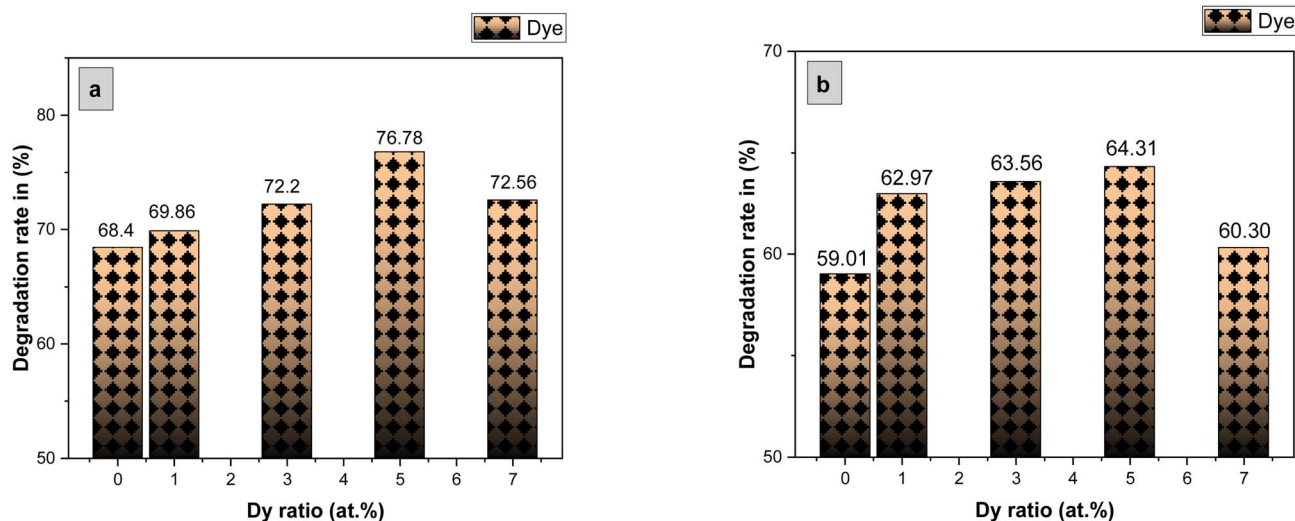 Dye
a
Degradation rate in (%)
80
70
60
50
68.4
69.86
72.2
76.78
72.56
0 1 2 3 4 5 6 7
Dy ratio (at.%)
Dye
b
Degradation rate in (%)
70
60
50
59.01
62.97
63.56
64.31
60.30
0 1 2 3 4 5 6 7
Dy ratio (at.%)